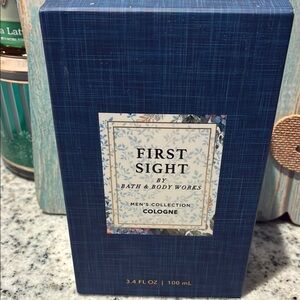 FIRST
SIGHT
BY
BATH & BODY WORKS
MEN'S COLLECTION
COLOGNE
3.4 FL OZ | 100 mL